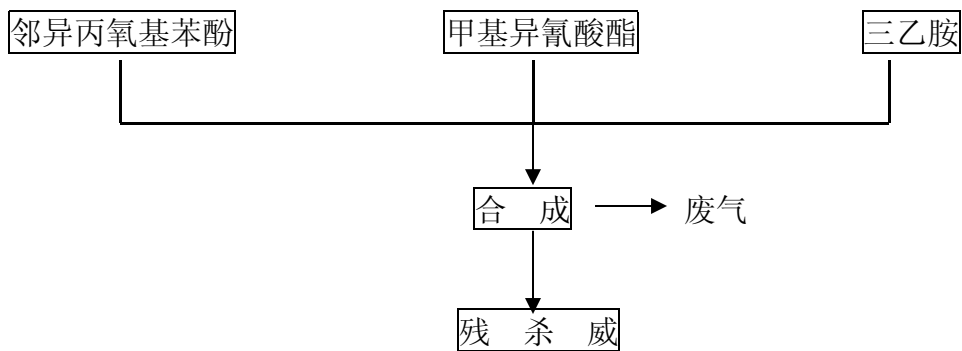 邻异丙氧基苯酚
甲基异氰酸酯
三乙胺
合 成
废气
残 杀 威